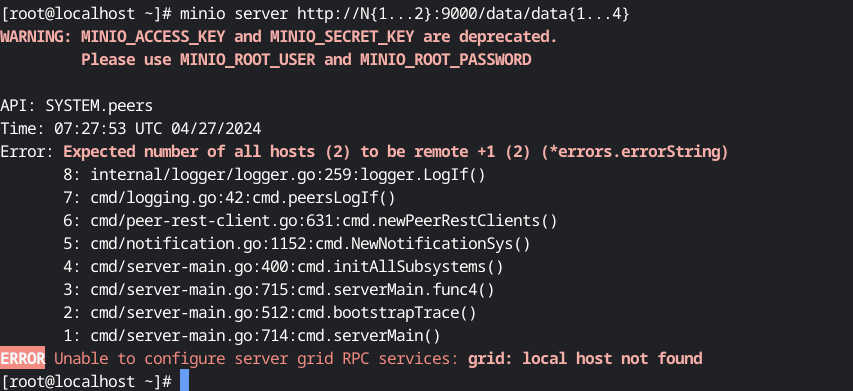 [root@localhost ~]# minio server http://N{1...2}:9000/data/data{1...4}
WARNING: MINIO_ACCESS_KEY and MINIO_SECRET_KEY are deprecated.
         Please use MINIO_ROOT_USER and MINIO_ROOT_PASSWORD
API: SYSTEM.peers
Time: 07:27:53 UTC 04/27/2024
Error: Expected number of all hosts (2) to be remote +1 (2) (*errors.errorString)
       8: internal/logger/logger.go:259:logger.LogIf()
       7: cmd/logging.go:42:cmd.peersLogIf()
       6: cmd/peer-rest-client.go:631:cmd.newPeerRestClients()
       5: cmd/notification.go:1152:cmd.NewNotificationSys()
       4: cmd/server-main.go:400:cmd.initAllSubsystems()
       3: cmd/server-main.go:715:cmd.serverMain.func4()
       2: cmd/server-main.go:512:cmd.bootstrapTrace()
       1: cmd/server-main.go:714:cmd.serverMain()
ERROR Unable to configure server grid RPC services: grid: local host not found
[root@localhost ~]#